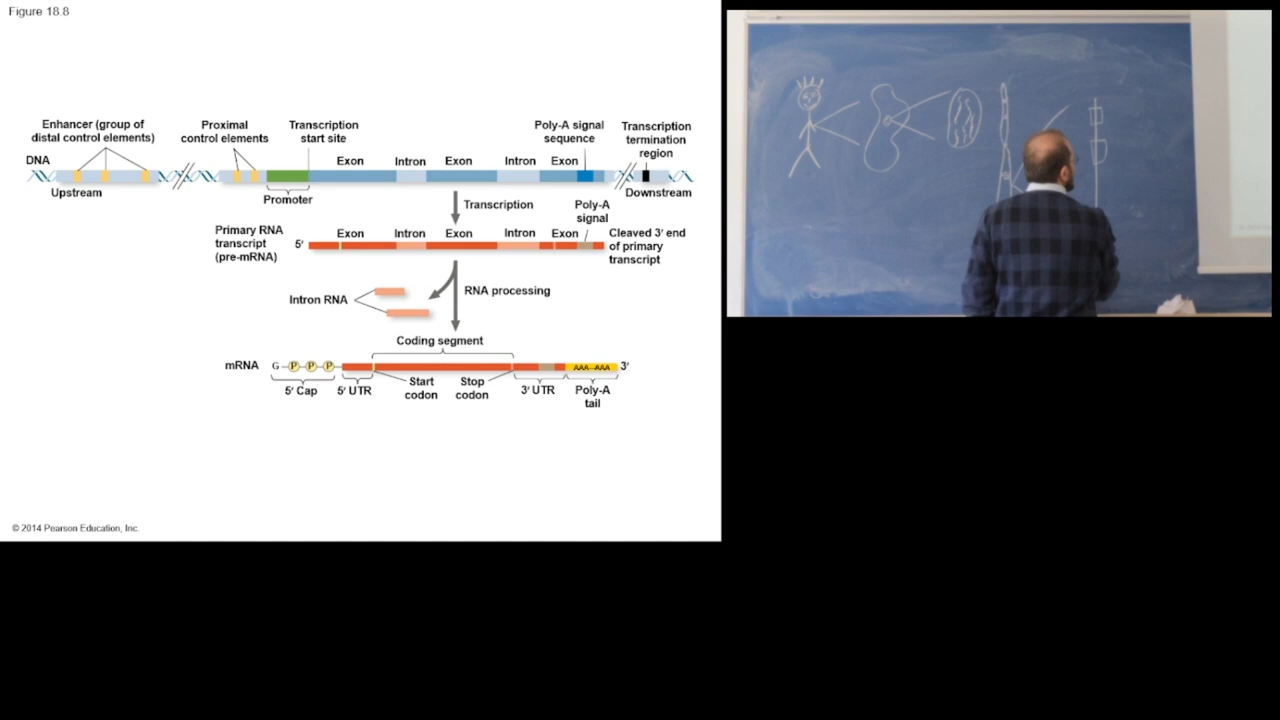 Figure 18.8
Enhancer (group of
distal control elements)
Proximal
control elements
Transcription
start site
Poly-A signal
sequence
Transcription
termination
region
DNA
Exon
Intron
Exon
Intron
Exon
Upstream
Promoter
Downstream
Transcription
Poly-A
signal
Primary RNA
transcript
(pre-mRNA)
5′
Exon
Intron
Exon
Intron
Exon
Cleaved 3′ end
of primary
transcript
Intron RNA
RNA processing
Coding segment
mRNA
G P P P
AAA···AAA
3′
5′ Cap
5′ UTR
Start
codon
Stop
codon
3′ UTR
Poly-A
tail
© 2014 Pearson Education, Inc.